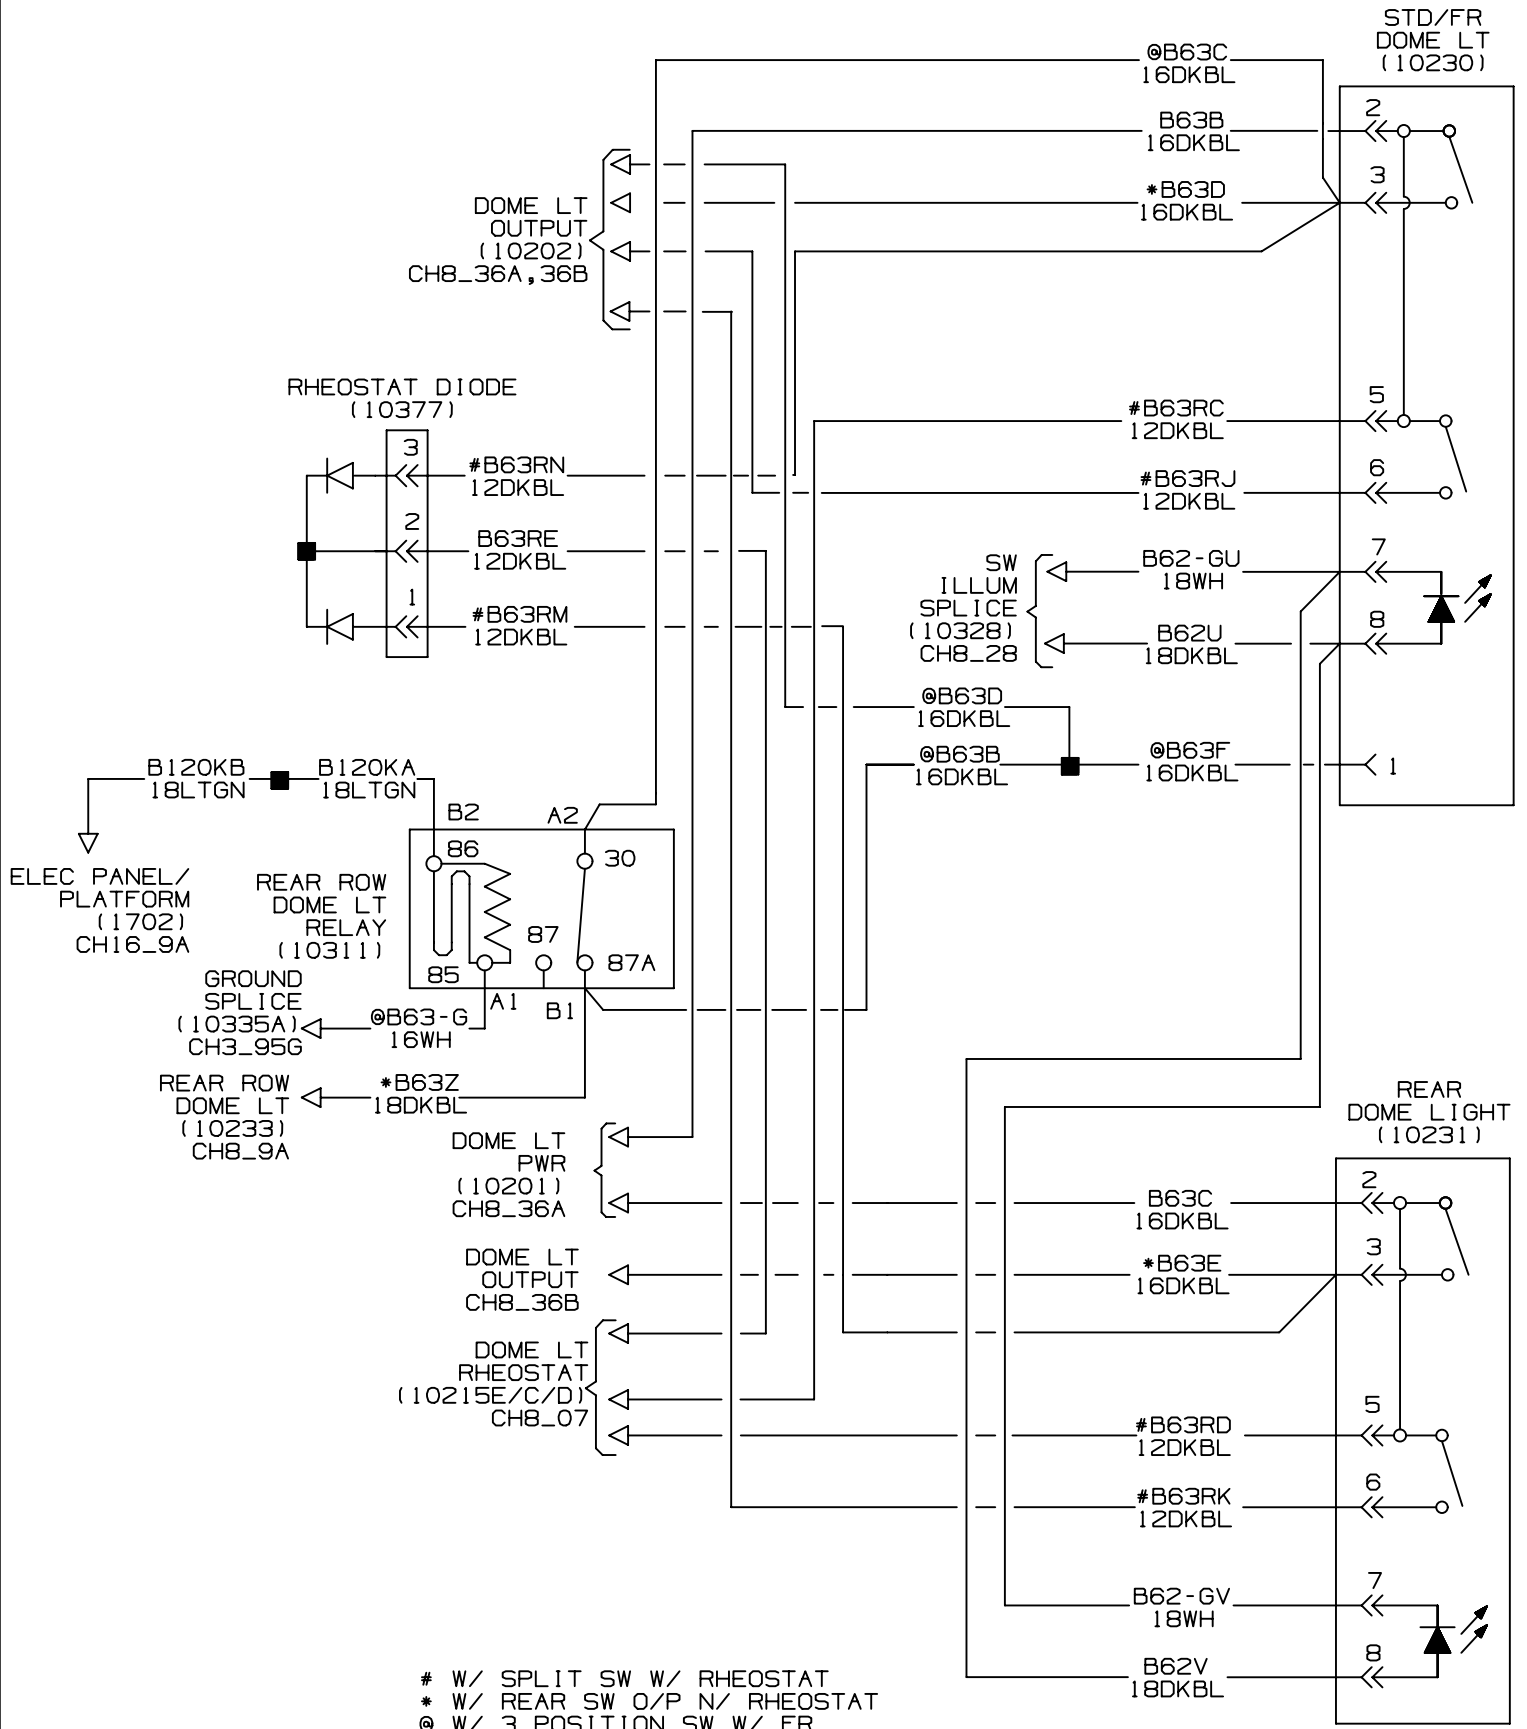 STD/FR
DOME LT
(10230)
@B63C
16DKBL
B63B
16DKBL
*B63D
16DKBL
2
3
DOME LT
OUTPUT
(10202)
CH8_36A,36B
RHEOSTAT DIODE
(10377)
3
#B63RN
12DKBL
2
B63RE
12DKBL
1
#B63RM
12DKBL
#B63RC
12DKBL
5
#B63RJ
12DKBL
6
SW
ILLUM
SPLICE
(10328)
CH8_28
B62-GU
18WH
7
B62U
18DKBL
8
@B63D
16DKBL
@B63B
16DKBL
@B63F
16DKBL
1
B120KB
18LTGN
B120KA
18LTGN
ELEC PANEL/
PLATFORM
(1702)
CH16_9A
REAR ROW
DOME LT
RELAY
(10311)
B2
A2
86
30
87
85
87A
A1
B1
GROUND
SPLICE
(10335A)
CH3_95G
@B63-G
16WH
REAR ROW
DOME LT
(10233)
CH8_9A
*B63Z
18DKBL
DOME LT
PWR
(10201)
CH8_36A
DOME LT
OUTPUT
CH8_36B
DOME LT
RHEOSTAT
(10215E/C/D)
CH8_07
REAR
DOME LIGHT
(10231)
B63C
16DKBL
2
*B63E
16DKBL
3
#B63RD
12DKBL
5
#B63RK
12DKBL
6
B62-GV
18WH
7
B62V
18DKBL
8
# W/ SPLIT SW W/ RHEOSTAT
* W/ REAR SW O/P N/ RHEOSTAT
@ W/ 3 POSITION SW W/ FR